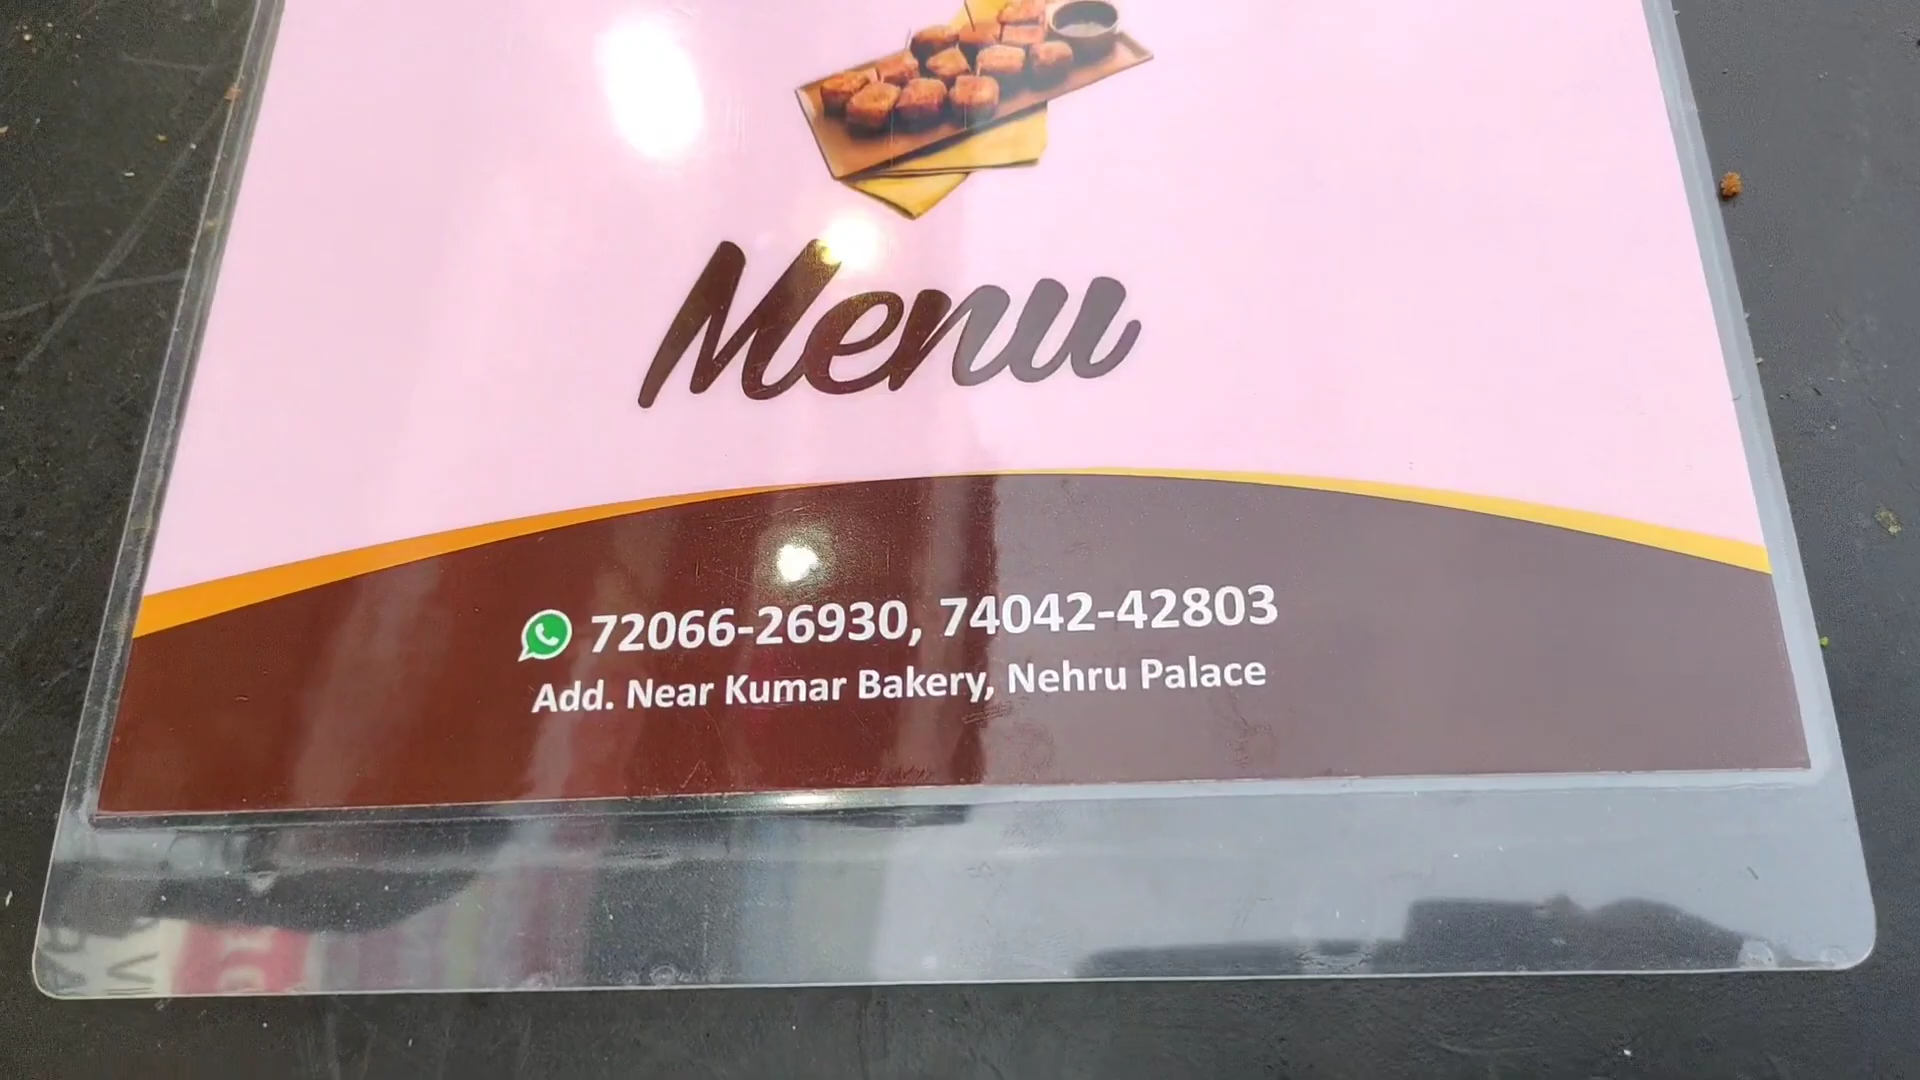 Menu
72066-26930, 74042-42803
Add. Near Kumar Bakery, Nehru Palace